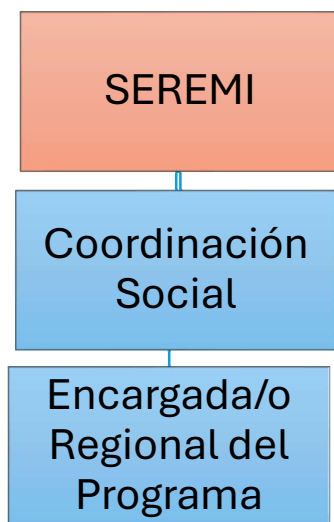 SEREMI
Coordinación
Social
Encargada/o
Regional del
Programa